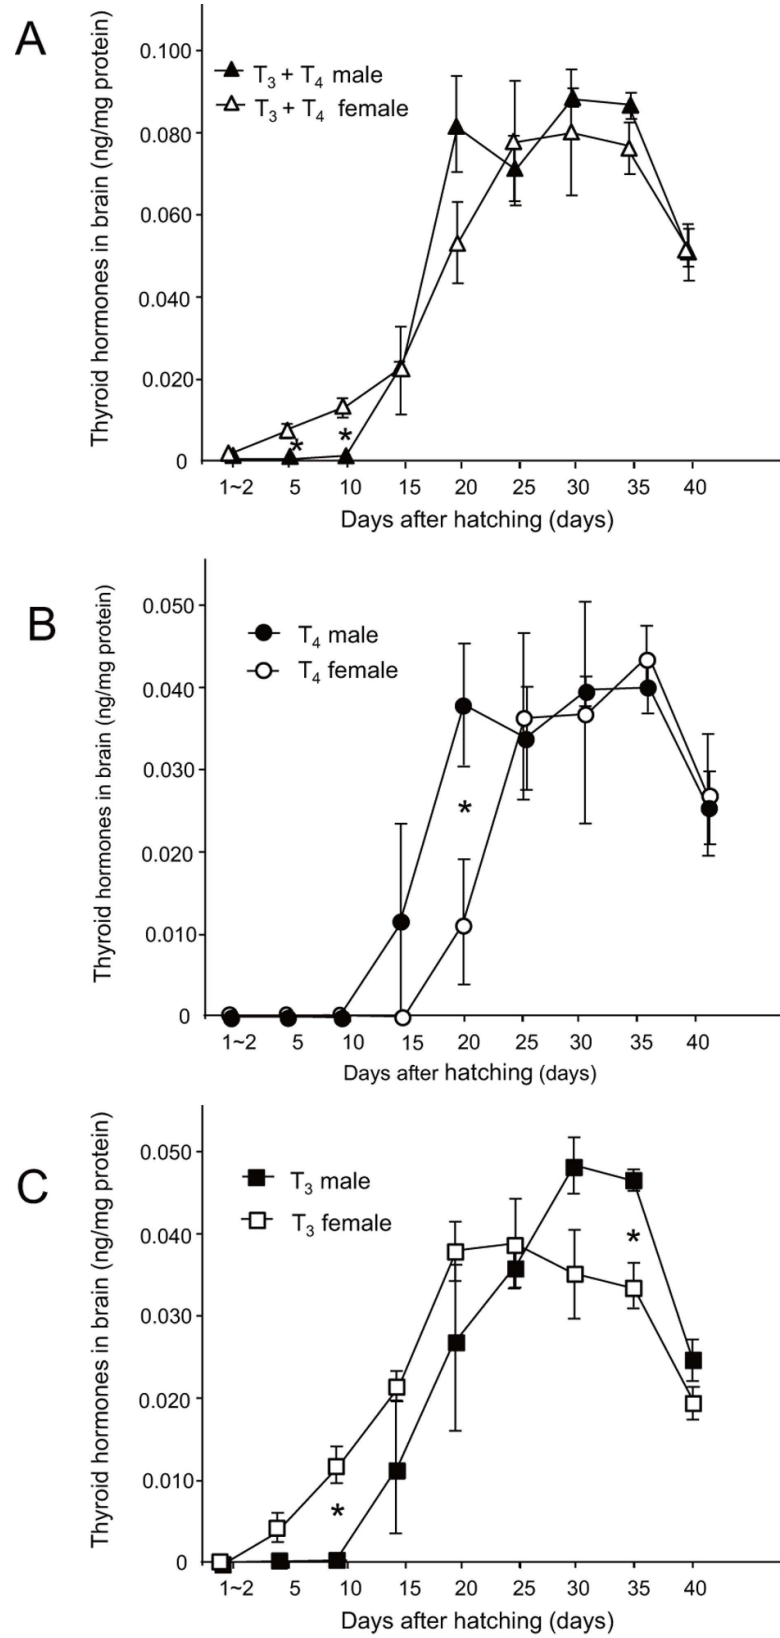 A
Thyroid hormones in brain (ng/mg protein)
0.100
0.080
0.060
0.040
0.020
0
T3 + T4 male
T3 + T4 female
*
*
1~2 5 10 15 20 25 30 35 40
Days after hatching (days)
B
Thyroid hormones in brain (ng/mg protein)
0.050
0.040
0.030
0.020
0.010
0
T4 male
T4 female
*
1~2 5 10 15 20 25 30 35 40
Days after hatching (days)
C
Thyroid hormones in brain (ng/mg protein)
0.050
0.040
0.030
0.020
0.010
0
T3 male
T3 female
*
*
1~2 5 10 15 20 25 30 35 40
Days after hatching (days)